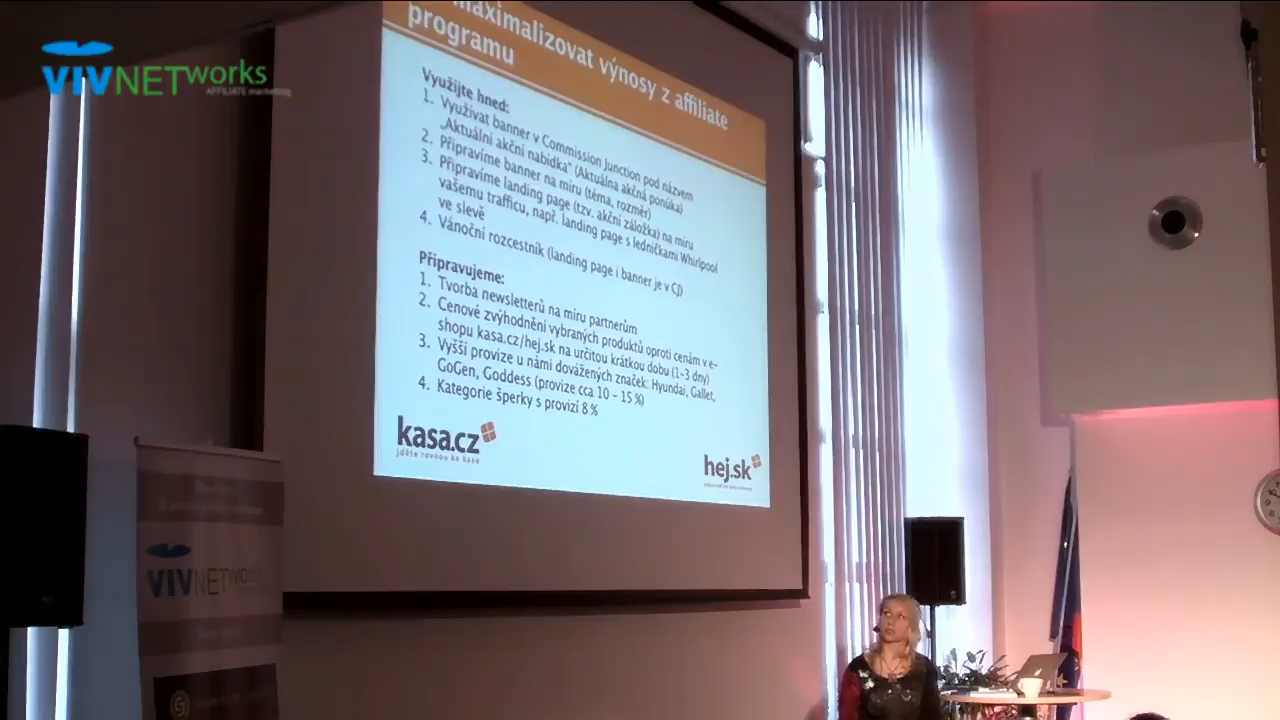 VIVNETworks
AFFILIATE marketing
maximalizovat výnosy z affiliate
programu
Využijte hned:
1. Využívat banner v Commission Junction pod názvem
„Aktuální akční nabídka" (Aktuálna akčná ponúka)
2. Připravíme banner na míru (téma, rozměr)
3. Připravíme landing page (tzv. akční záložka) na míru
vašemu trafficu, např. landing page s ledničkami Whirlpool
ve slevě
4. Vánoční rozcestník (landing page i banner je v CJ)
Připravujeme:
1. Tvorba newsletterů na míru partnerům
2. Cenové zvýhodnění vybraných produktů oproti cenám v e-
shopu kasa.cz/hej.sk na určitou krátkou dobu (1-3 dny)
3. Vyšší provize u námi dovážených značek: Hyundai, Gallet,
GoGen, Goddess (provize cca 10 – 15 %)
4. Kategorie šperky s provizí 8 %
kasa.cz
jděte rovnou ke kase
hej.sk
VIVNETworks